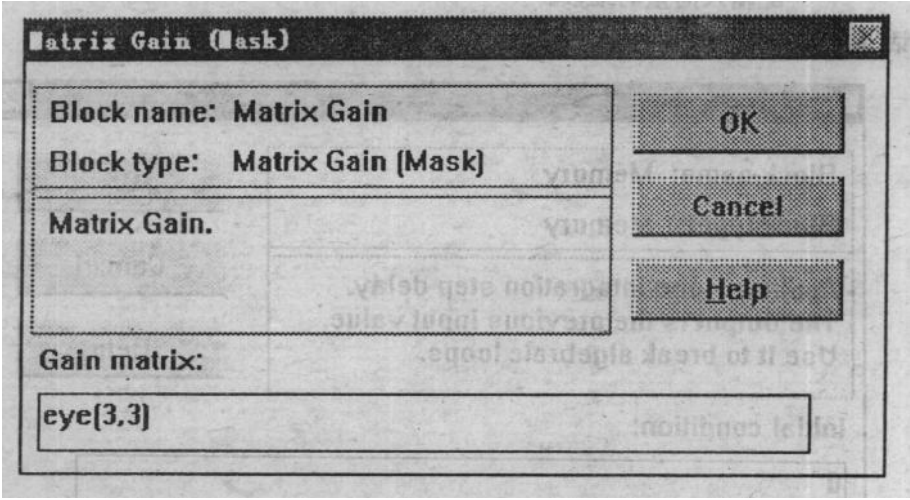 Matrix Gain (Mask)
Block name: Matrix Gain
Block type: Matrix Gain (Mask)
Matrix Gain.
OK
Cancel
Help
Gain matrix:
eye(3,3)